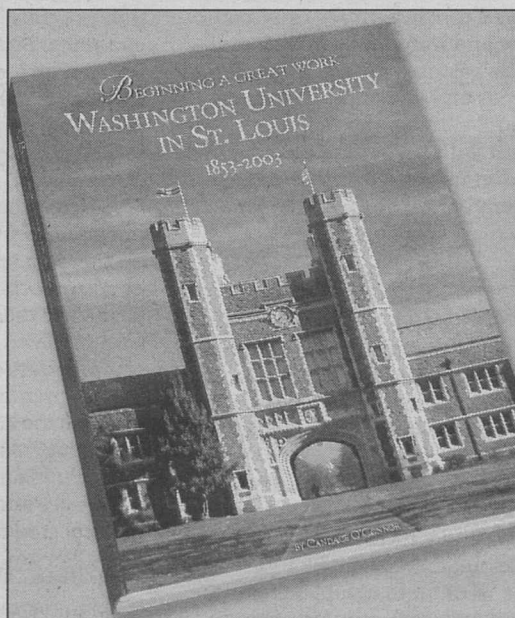 BEGINNING A GREAT WORK
WASHINGTON UNIVERSITY
IN ST. LOUIS
1853-2003
BY CANDACE O'CONNOR